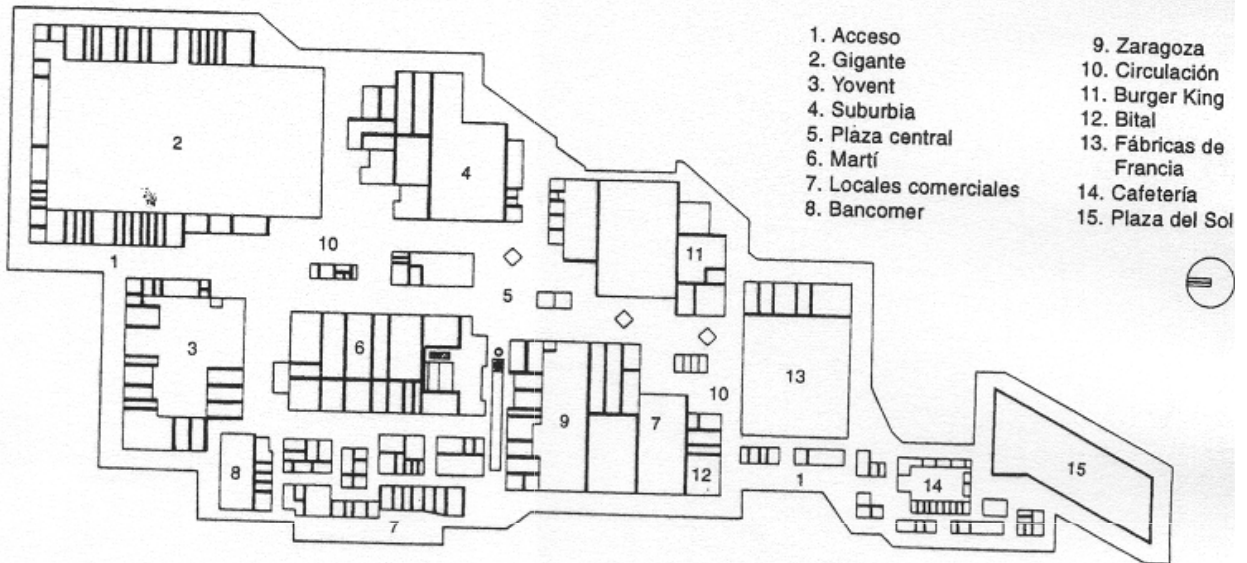 1. Acceso
2. Gigante
3. Yovent
4. Suburbia
5. Plaza central
6. Martí
7. Locales comerciales
8. Bancomer
9. Zaragoza
10. Circulación
11. Burger King
12. Bital
13. Fábricas de
Francia
14. Cafetería
15. Plaza del Sol
2
4
10
11
1
5
3
6
13
10
9
7
15
8
12
1
14
7